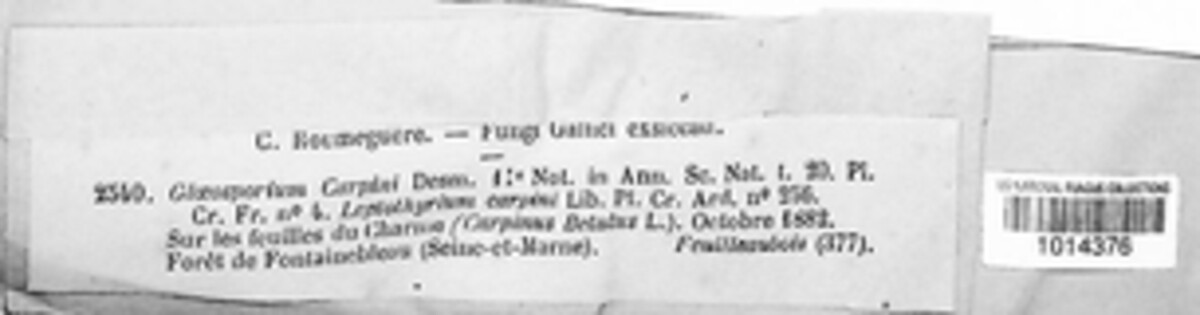 C. Roumeguère. — Fungi Gallici exsiccati.
2540. Glœosporium Carpini Desm. Not. in Ann. Sc. Nat. t. 20. Pl.
Cr. Fr. nº 4. Leptothyrium carpini Lib. Pl. Cr. Ard. nº 256.
Sur les feuilles du Charme (Carpinus Betulus L.). Octobre 1882.
Forêt de Fontainebleau (Seine-et-Marne). Feuilleaubois (377).
1014376